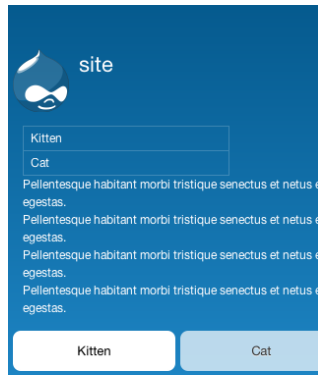 site
Kitten
Cat
Pellentesque habitant morbi tristique senectus et netus e
egestas.
Pellentesque habitant morbi tristique senectus et netus e
egestas.
Pellentesque habitant morbi tristique senectus et netus e
egestas.
Pellentesque habitant morbi tristique senectus et netus e
egestas.
Kitten
Cat